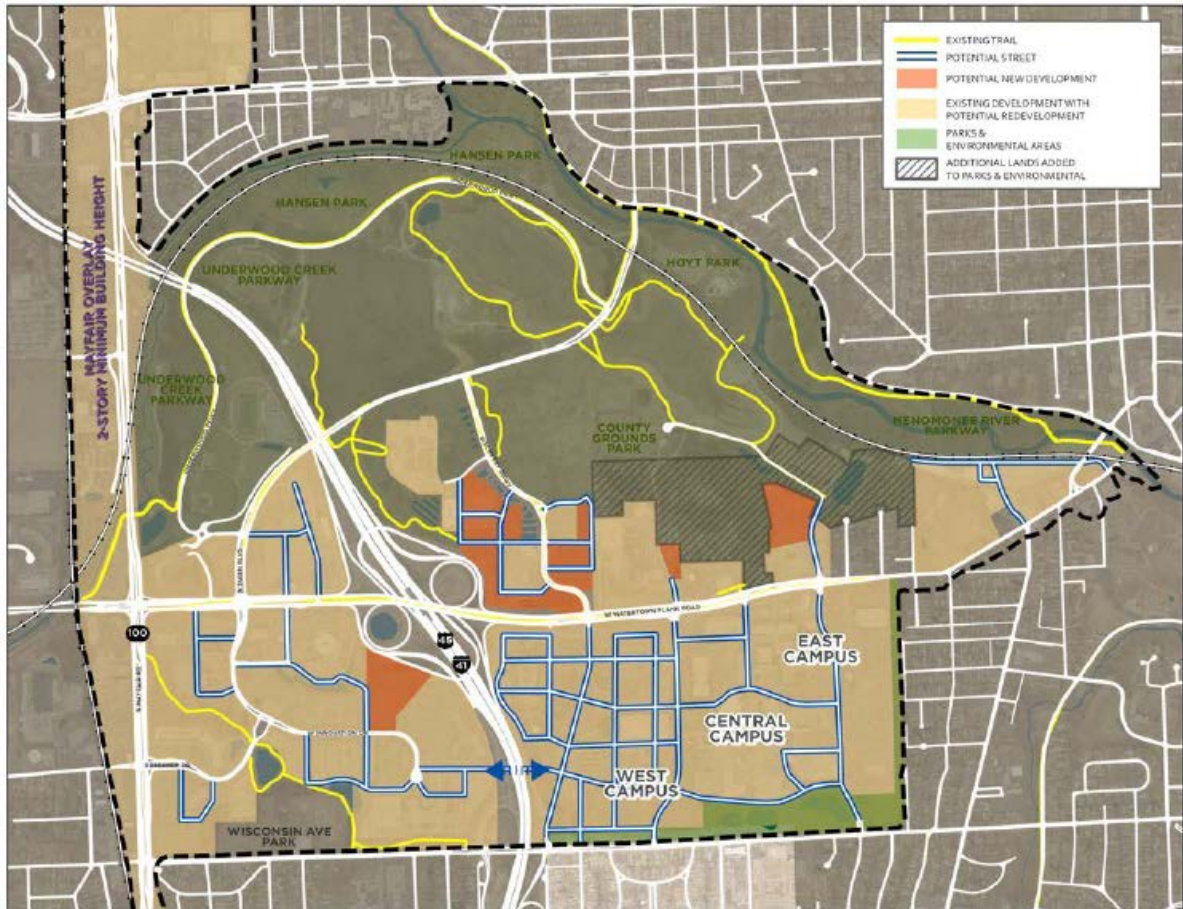 EXISTING TRAIL
POTENTIAL STREET
POTENTIAL NEW DEVELOPMENT
EXISTING DEVELOPMENT WITH
POTENTIAL REDEVELOPMENT
PARKS &
ENVIRONMENTAL AREAS
ADDITIONAL LANDS ADDED
TO PARKS & ENVIRONMENTAL
HANSEN PARK
HANSEN PARK
MAYFAIR OVERLAY
2-STORY MINIMUM BUILDING HEIGHT
UNDERWOOD CREEK
PARKWAY
HOYT PARK
UNDERWOOD
CREEK
PARKWAY
COUNTY
GROUNDS
PARK
MENOMONEE RIVER
PARKWAY
W WATERTOWN PLANK ROAD
100
45
41
N MAYFAIR RD
EAST
CAMPUS
CENTRAL
CAMPUS
WEST
CAMPUS
WISCONSIN AVE
PARK